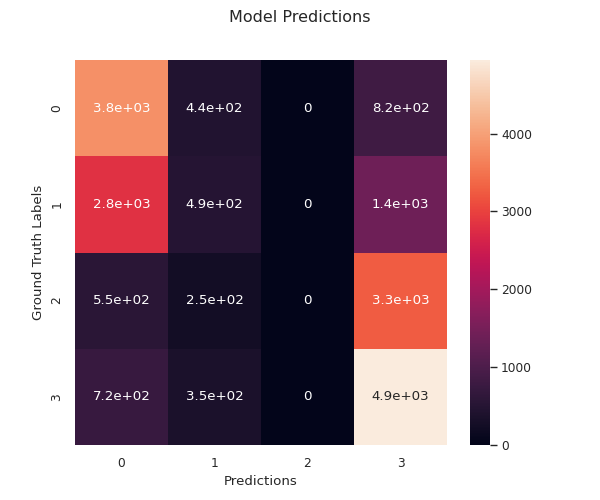 Model Predictions
0 3.8e+03 4.4e+02 0 8.2e+02
1 2.8e+03 4.9e+02 0 1.4e+03
2 5.5e+02 2.5e+02 0 3.3e+03
3 7.2e+02 3.5e+02 0 4.9e+03
0 1 2 3
Predictions
Ground Truth Labels
4000
3000
2000
1000
0